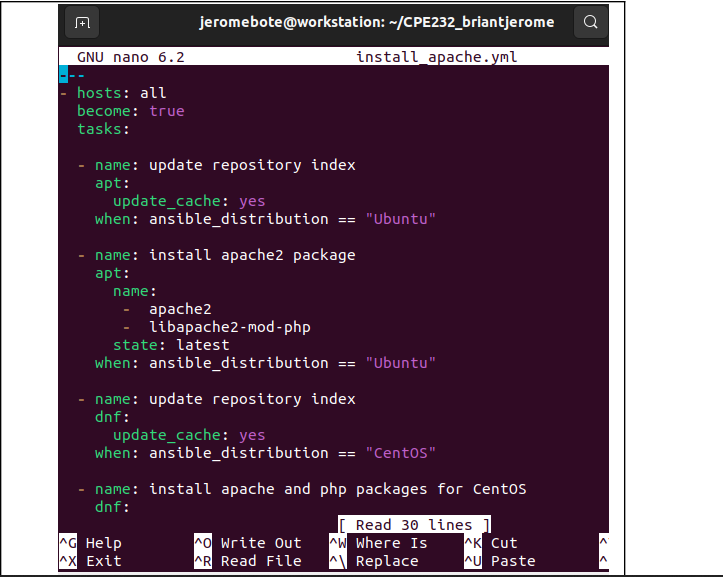 jeromebote@workstation: ~/CPE232_briantjerome
GNU nano 6.2 install_apache.yml
---
- hosts: all
  become: true
  tasks:

  - name: update repository index
    apt:
      update_cache: yes
    when: ansible_distribution == "Ubuntu"

  - name: install apache2 package
    apt:
      name:
       -  apache2
       -  libapache2-mod-php
      state: latest
    when: ansible_distribution == "Ubuntu"

  - name: update repository index
    dnf:
      update_cache: yes
    when: ansible_distribution == "CentOS"

  - name: install apache and php packages for CentOS
    dnf:
[ Read 30 lines ]
^G Help ^O Write Out ^W Where Is ^K Cut ^
^X Exit ^R Read File ^\ Replace ^U Paste ^